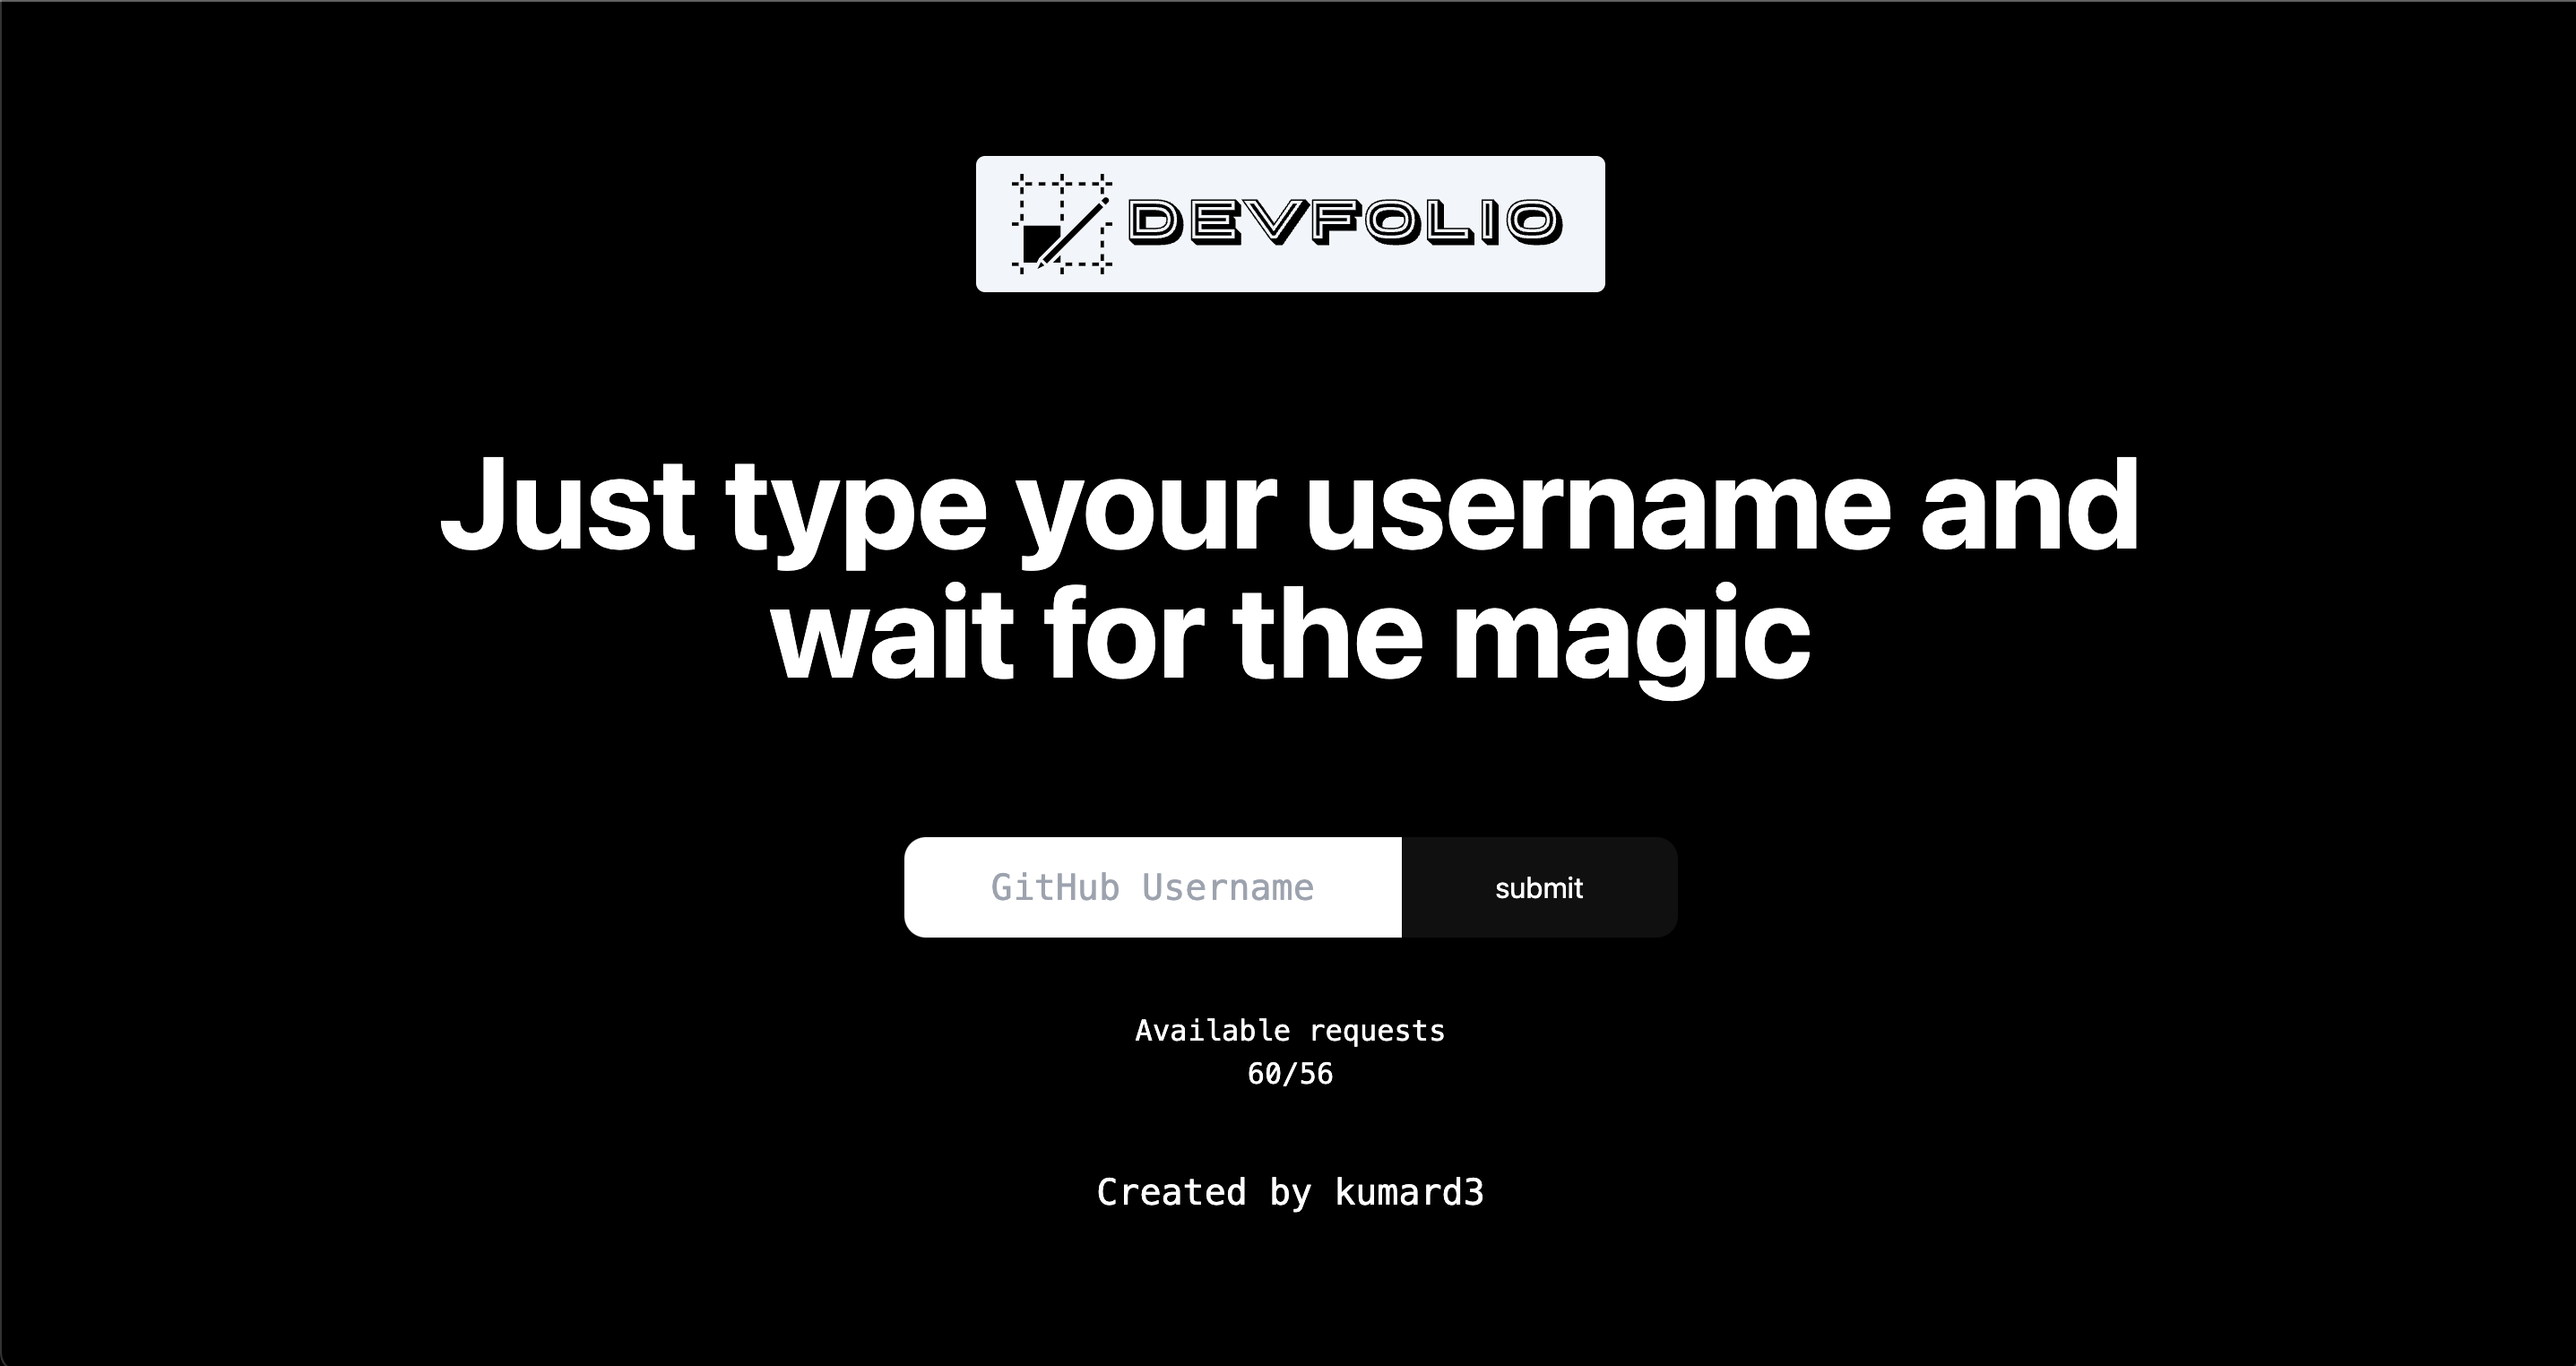 DEVFOLIO
Just type your username and
wait for the magic
GitHub Username
submit
Available requests
60/56
Created by kumard3